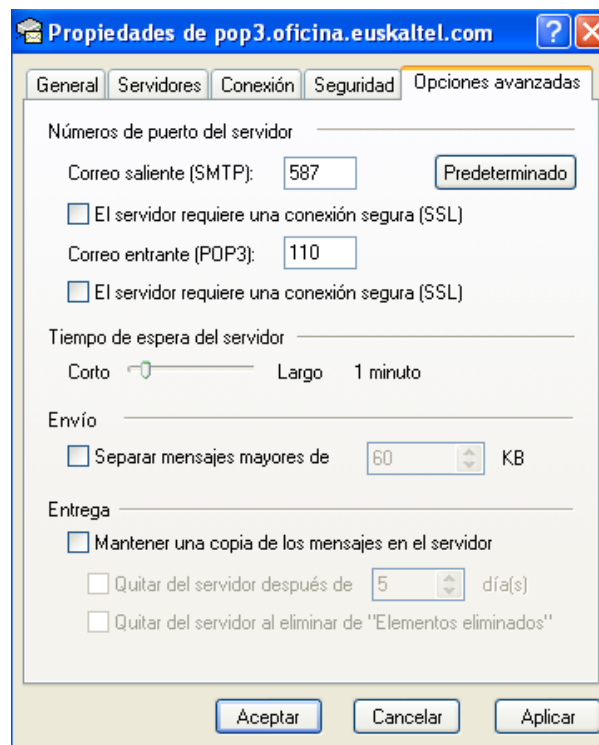 Propiedades de pop3.oficina.euskaltel.com
General Servidores Conexión Seguridad Opciones avanzadas
Números de puerto del servidor
Correo saliente (SMTP): 587 Predeterminado
El servidor requiere una conexión segura (SSL)
Correo entrante (POP3): 110
El servidor requiere una conexión segura (SSL)
Tiempo de espera del servidor
Corto Largo 1 minuto
Envío
Separar mensajes mayores de 60 KB
Entrega
Mantener una copia de los mensajes en el servidor
Quitar del servidor después de 5 día(s)
Quitar del servidor al eliminar de "Elementos eliminados"
Aceptar Cancelar Aplicar